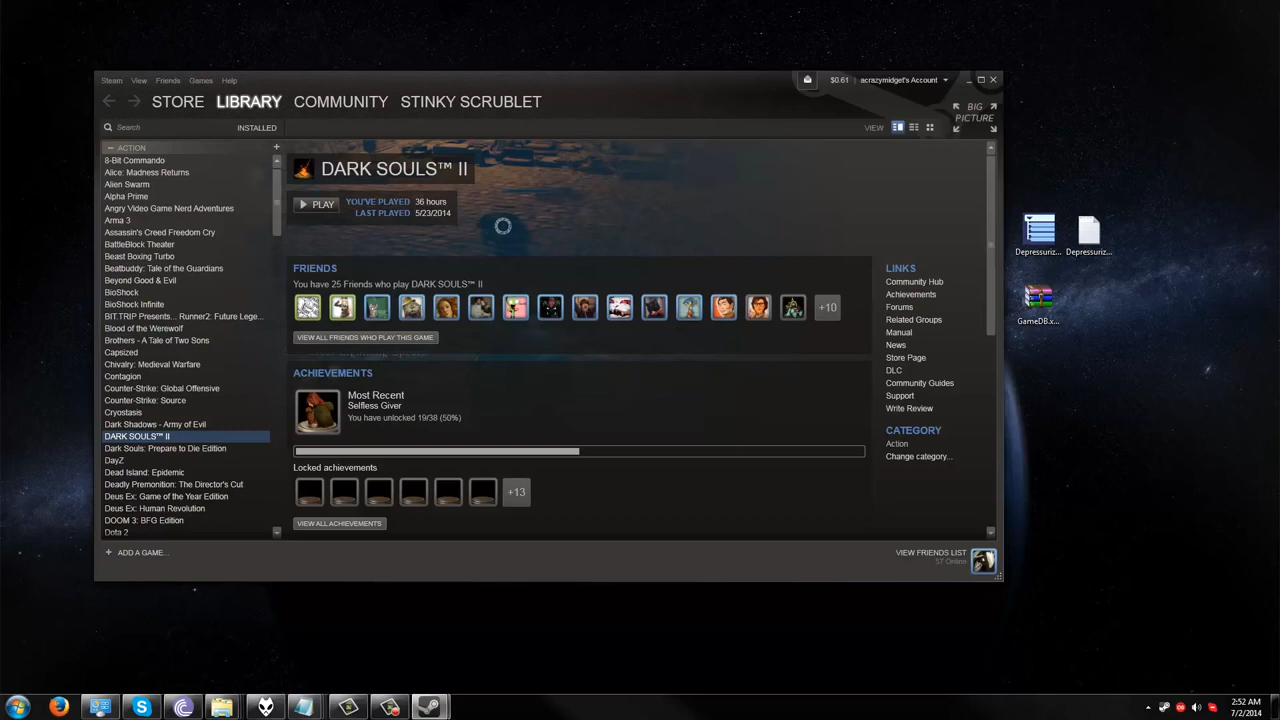 Steam View Friends Games Help
$0.61 acrazymidget's Account
STORE LIBRARY COMMUNITY STINKY SCRUBLET
BIG PICTURE
Search INSTALLED
VIEW
ACTION
8-Bit Commando
Alice: Madness Returns
Alien Swarm
Alpha Prime
Angry Video Game Nerd Adventures
Arma 3
Assassin's Creed Freedom Cry
BattleBlock Theater
Beast Boxing Turbo
Beatbuddy: Tale of the Guardians
Beyond Good & Evil
BioShock
BioShock Infinite
BIT.TRIP Presents... Runner2: Future Lege...
Blood of the Werewolf
Brothers - A Tale of Two Sons
Capsized
Chivalry: Medieval Warfare
Contagion
Counter-Strike: Global Offensive
Counter-Strike: Source
Cryostasis
Dark Shadows - Army of Evil
DARK SOULS™ II
Dark Souls: Prepare to Die Edition
DayZ
Dead Island: Epidemic
Deadly Premonition: The Director's Cut
Deus Ex: Game of the Year Edition
Deus Ex: Human Revolution
DOOM 3: BFG Edition
Dota 2
DARK SOULS™ II
PLAY
YOU'VE PLAYED 36 hours
LAST PLAYED 5/23/2014
FRIENDS
You have 25 Friends who play DARK SOULS™ II
+10
VIEW ALL FRIENDS WHO PLAY THIS GAME
ACHIEVEMENTS
Most Recent
Selfless Giver
You have unlocked 19/38 (50%)
Locked achievements
+13
VIEW ALL ACHIEVEMENTS
LINKS
Community Hub
Achievements
Forums
Related Groups
Manual
News
Store Page
DLC
Community Guides
Support
Write Review
CATEGORY
Action
Change category...
ADD A GAME...
VIEW FRIENDS LIST
57 Online
Depressuriz... Depressuriz...
GameDB.x...
2:52 AM
7/2/2014